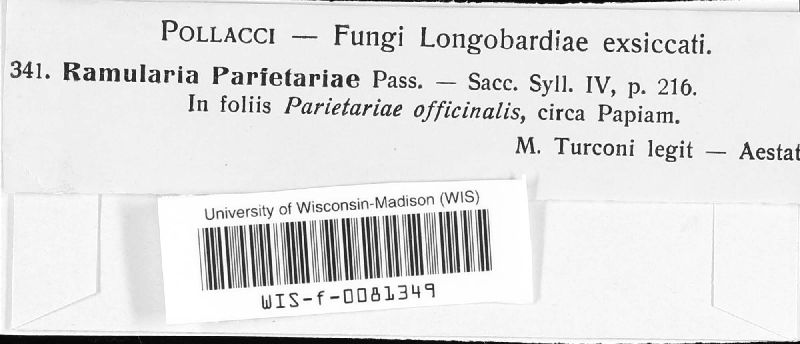 POLLACCI — Fungi Longobardiae exsiccati.
341. Ramularia Parietariae Pass. — Sacc. Syll. IV, p. 216.
In foliis Parietariae officinalis, circa Papiam.
M. Turconi legit — Aestat
University of Wisconsin-Madison (WIS)
WIS-f-0081349